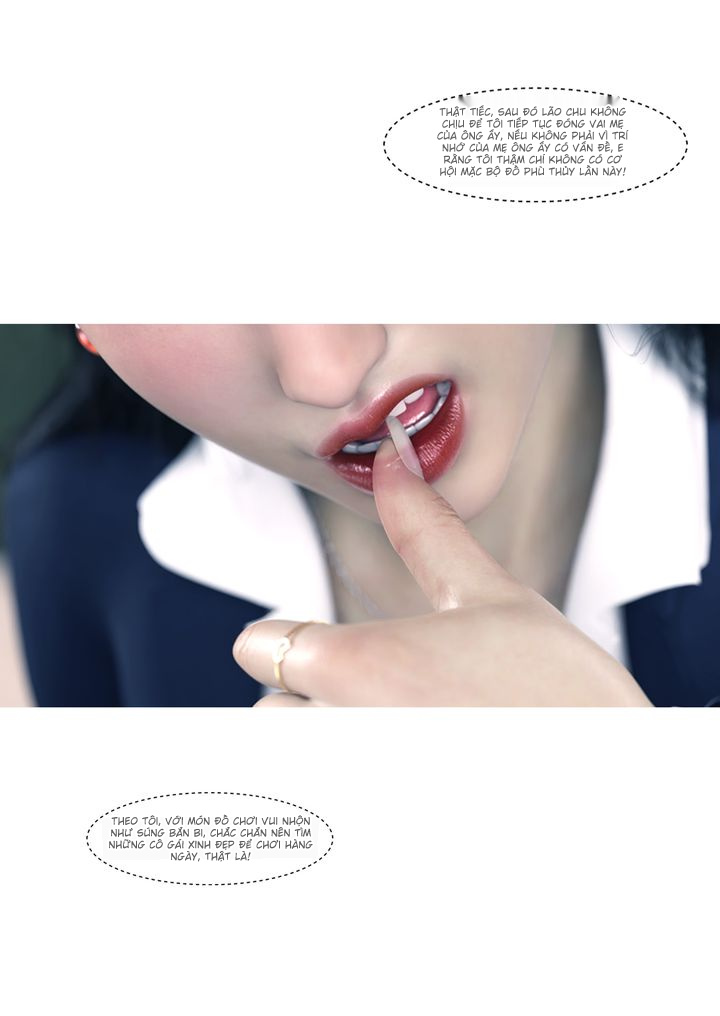 THẬT TIẾC, SAU ĐÓ LÃO CHU KHÔNG
CHỊU ĐỂ TÔI TIẾP TỤC ĐÓNG VAI MẸ
CỦA ÔNG ẤY, NẾU KHÔNG PHẢI VÌ TRÍ
NHỚ CỦA MẸ ÔNG ẤY CÓ VẤN ĐỀ, E
RẰNG TÔI THẬM CHÍ KHÔNG CÓ CƠ
HỘI MẶC BỘ ĐỒ PHÙ THỦY LẦN NÀY!
THEO TÔI, VỚI MÓN ĐỒ CHƠI VUI NHỘN
NHƯ SÚNG BẮN BI, CHẮC CHẮN NÊN TÌM
NHỮNG CÔ GÁI XINH ĐẸP ĐỂ CHƠI HÀNG
NGÀY, THẬT LÀ!